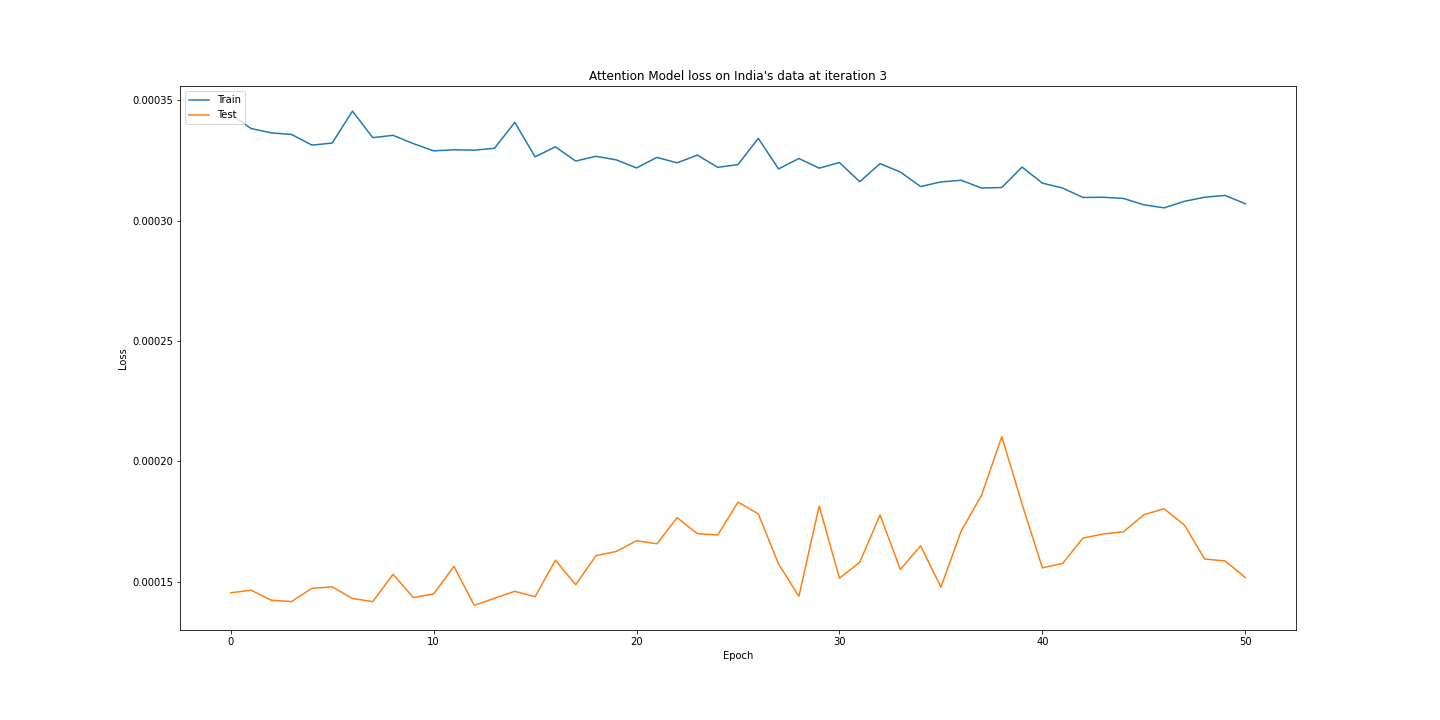 Attention Model loss on India's data at iteration 3
Train
Test
0.00035
0.00030
0.00025
0.00020
0.00015
Loss
0 10 20 30 40 50
Epoch